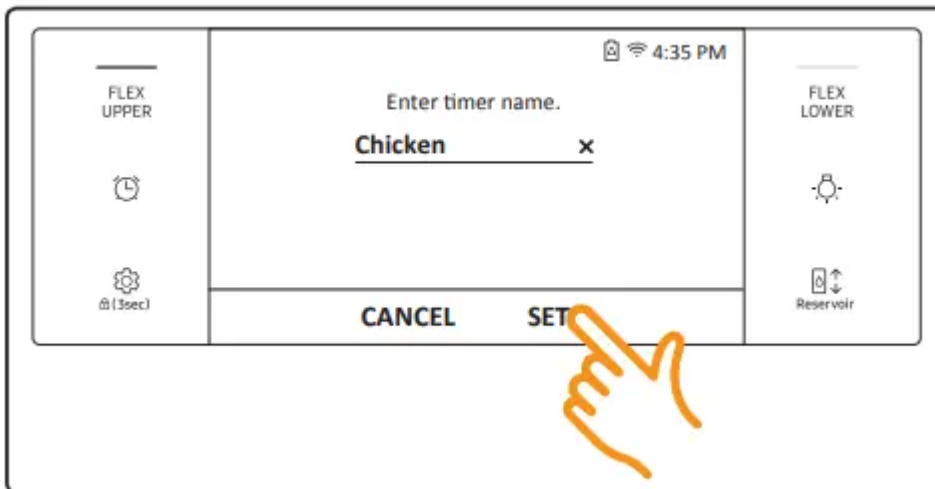 4:35 PM
FLEX
UPPER
Enter timer name.
FLEX
LOWER
Chicken ×
(3sec)
Reservoir
CANCEL SET